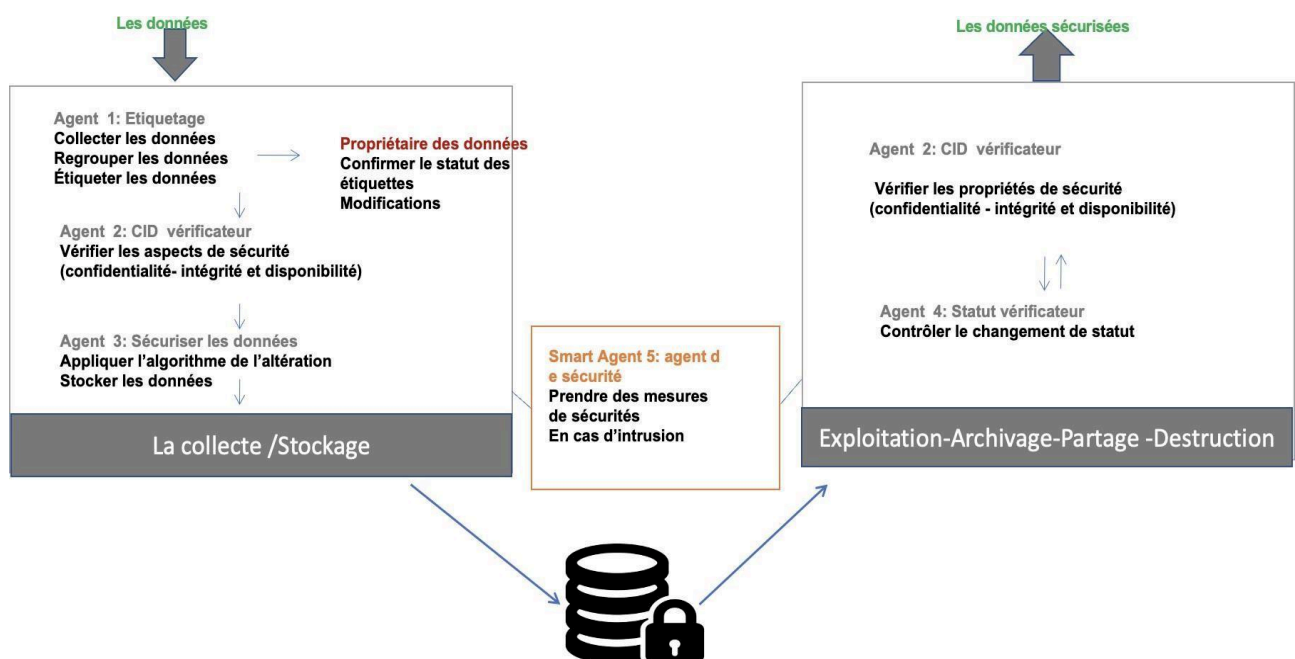 Les données
Agent 1: Etiquetage
Collecter les données
Regrouper les données
Étiqueter les données
Propriétaire des données
Confirmer le statut des
étiquettes
Modifications
Agent 2: CID vérificateur
Vérifier les aspects de sécurité
(confidentialité- intégrité et disponibilité)
Agent 3: Sécuriser les données
Appliquer l’algorithme de l’altération
Stocker les données
La collecte /Stockage
Smart Agent 5: agent d
e sécurité
Prendre des mesures
de sécurités
En cas d’intrusion
Les données sécurisées
Agent 2: CID vérificateur
Vérifier les propriétés de sécurité
(confidentialité - intégrité et disponibilité)
Agent 4: Statut vérificateur
Contrôler le changement de statut
Exploitation-Archivage-Partage -Destruction